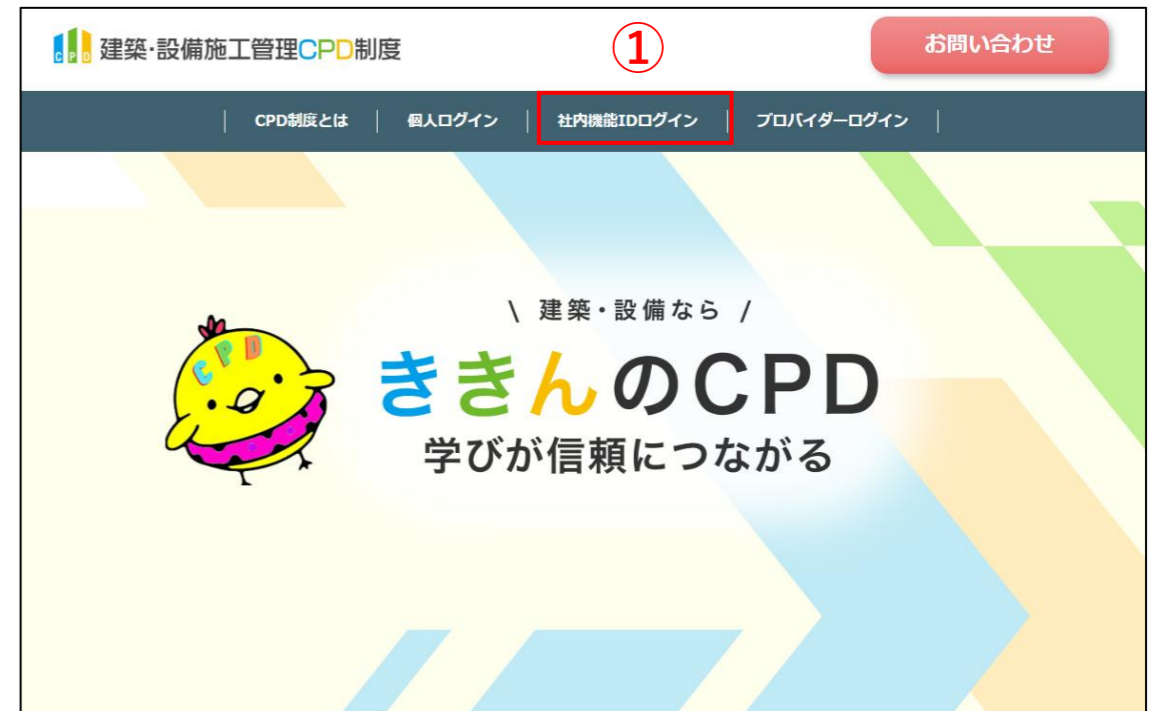 CPD 建築・設備施工管理CPD制度
①
お問い合わせ
CPD制度とは
個人ログイン
社内機能IDログイン
プロバイダーログイン
\ 建築・設備なら /
CPD
ききんのCPD
学びが信頼につながる